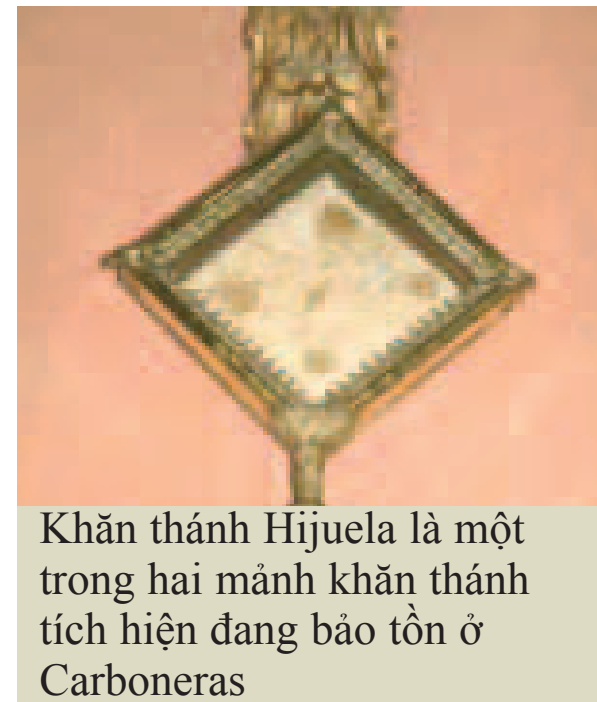 Khăn thánh Hijuela là một
trong hai mảnh khăn thánh
tích hiện đang bảo tồn ở
Carboneras